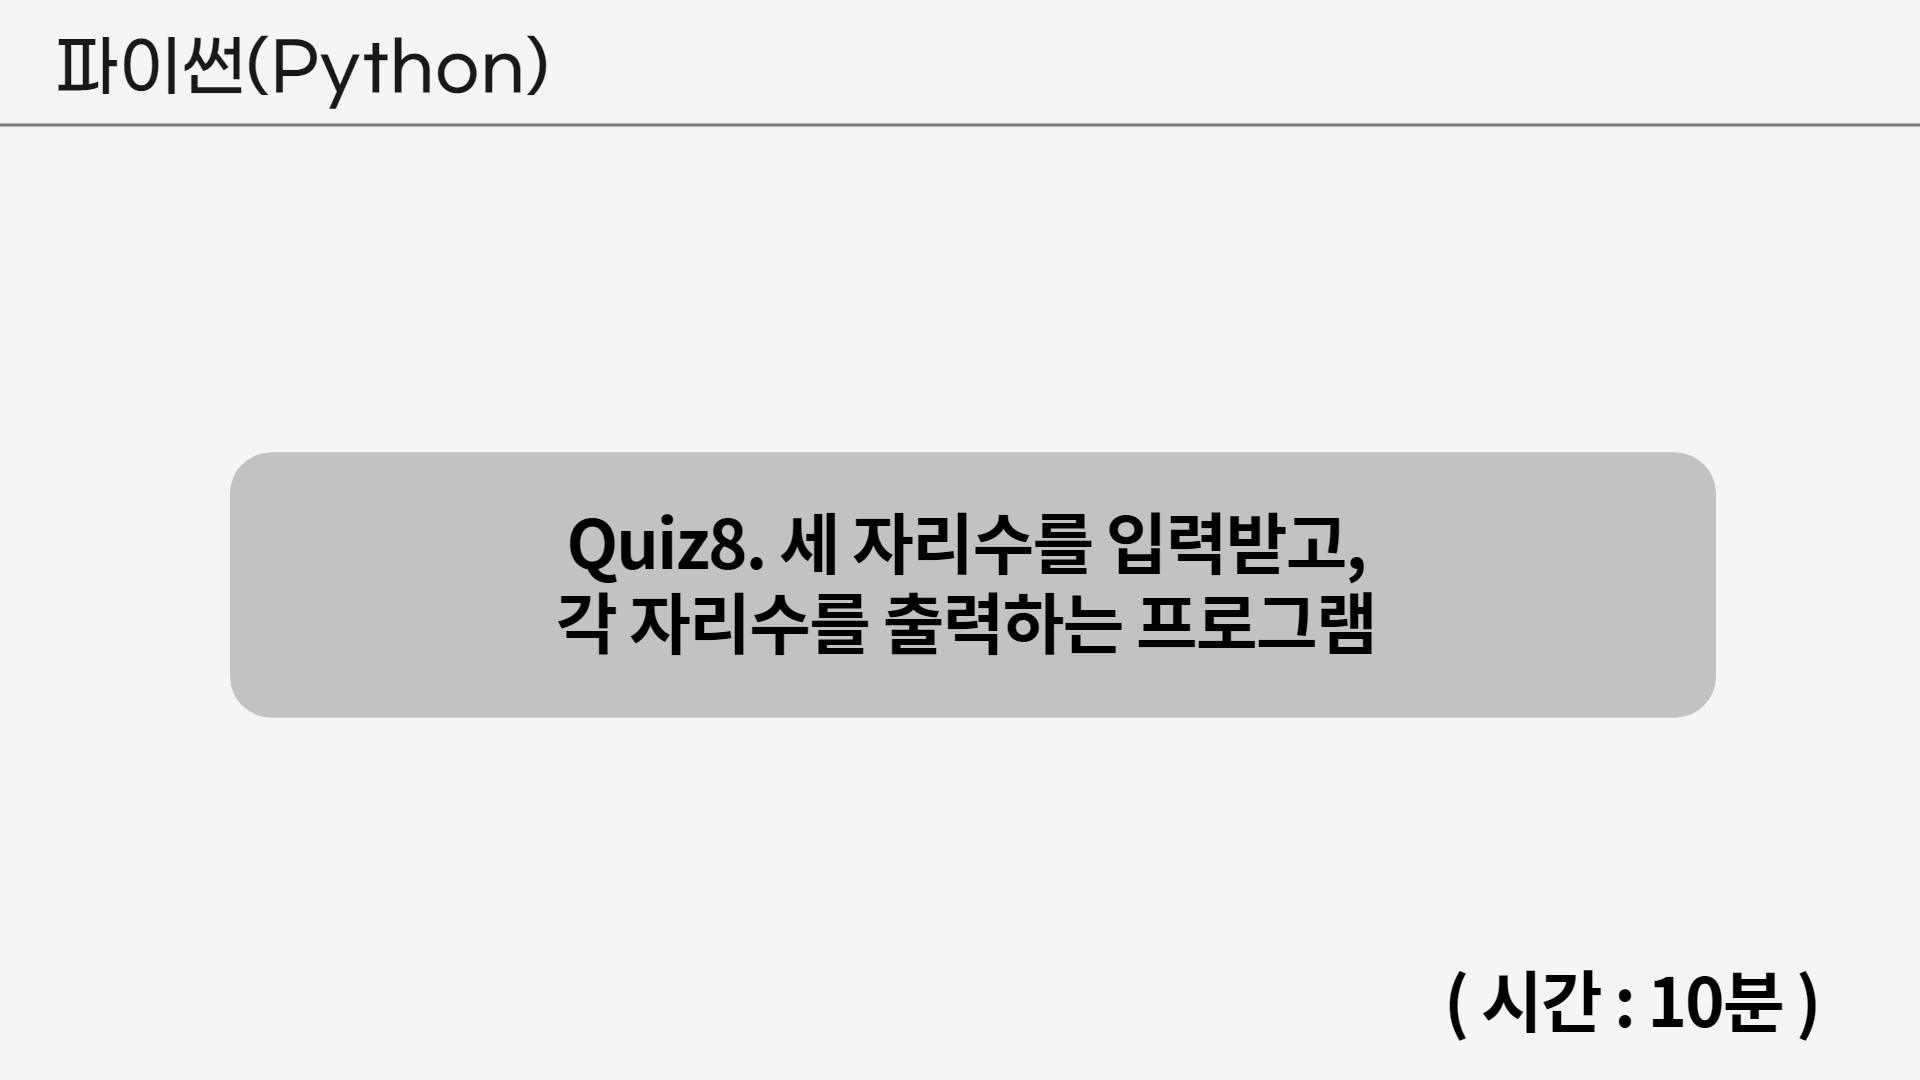 파이썬(Python)
Quiz8. 세 자리수를 입력받고,
각 자리수를 출력하는 프로그램
( 시간 : 10분 )